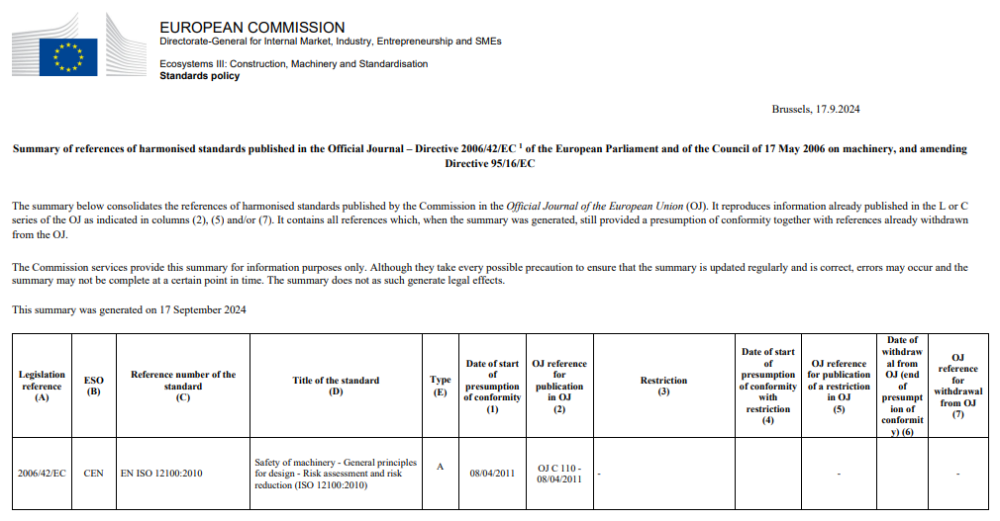 EUROPEAN COMMISSION
Directorate-General for Internal Market, Industry, Entrepreneurship and SMEs
Ecosystems III: Construction, Machinery and Standardisation
Standards policy
Brussels, 17.9.2024
Summary of references of harmonised standards published in the Official Journal – Directive 2006/42/EC 1 of the European Parliament and of the Council of 17 May 2006 on machinery, and amending
Directive 95/16/EC
The summary below consolidates the references of harmonised standards published by the Commission in the Official Journal of the European Union (OJ). It reproduces information already published in the L or C
series of the OJ as indicated in columns (2), (5) and/or (7). It contains all references which, when the summary was generated, still provided a presumption of conformity together with references already withdrawn
from the OJ.
The Commission services provide this summary for information purposes only. Although they take every possible precaution to ensure that the summary is updated regularly and is correct, errors may occur and the
summary may not be complete at a certain point in time. The summary does not as such generate legal effects.
This summary was generated on 17 September 2024
Legislation
reference
(A)
ESO
(B)
Reference number of the
standard
(C)
Title of the standard
(D)
Type
(E)
Date of start
of
presumption
of conformity
(1)
OJ reference
for
publication
in OJ
(2)
Restriction
(3)
Date of start
of
presumption
of conformity
with
restriction
(4)
OJ reference
for publication
of a restriction
in OJ
(5)
Date of
withdraw
al from
OJ (end
of
presumpt
ion of
conformit
y) (6)
OJ
reference
for
withdrawal
from OJ
(7)
2006/42/EC
CEN
EN ISO 12100:2010
Safety of machinery - General principles
for design - Risk assessment and risk
reduction (ISO 12100:2010)
A
08/04/2011
OJ C 110 -
08/04/2011
-
-
-